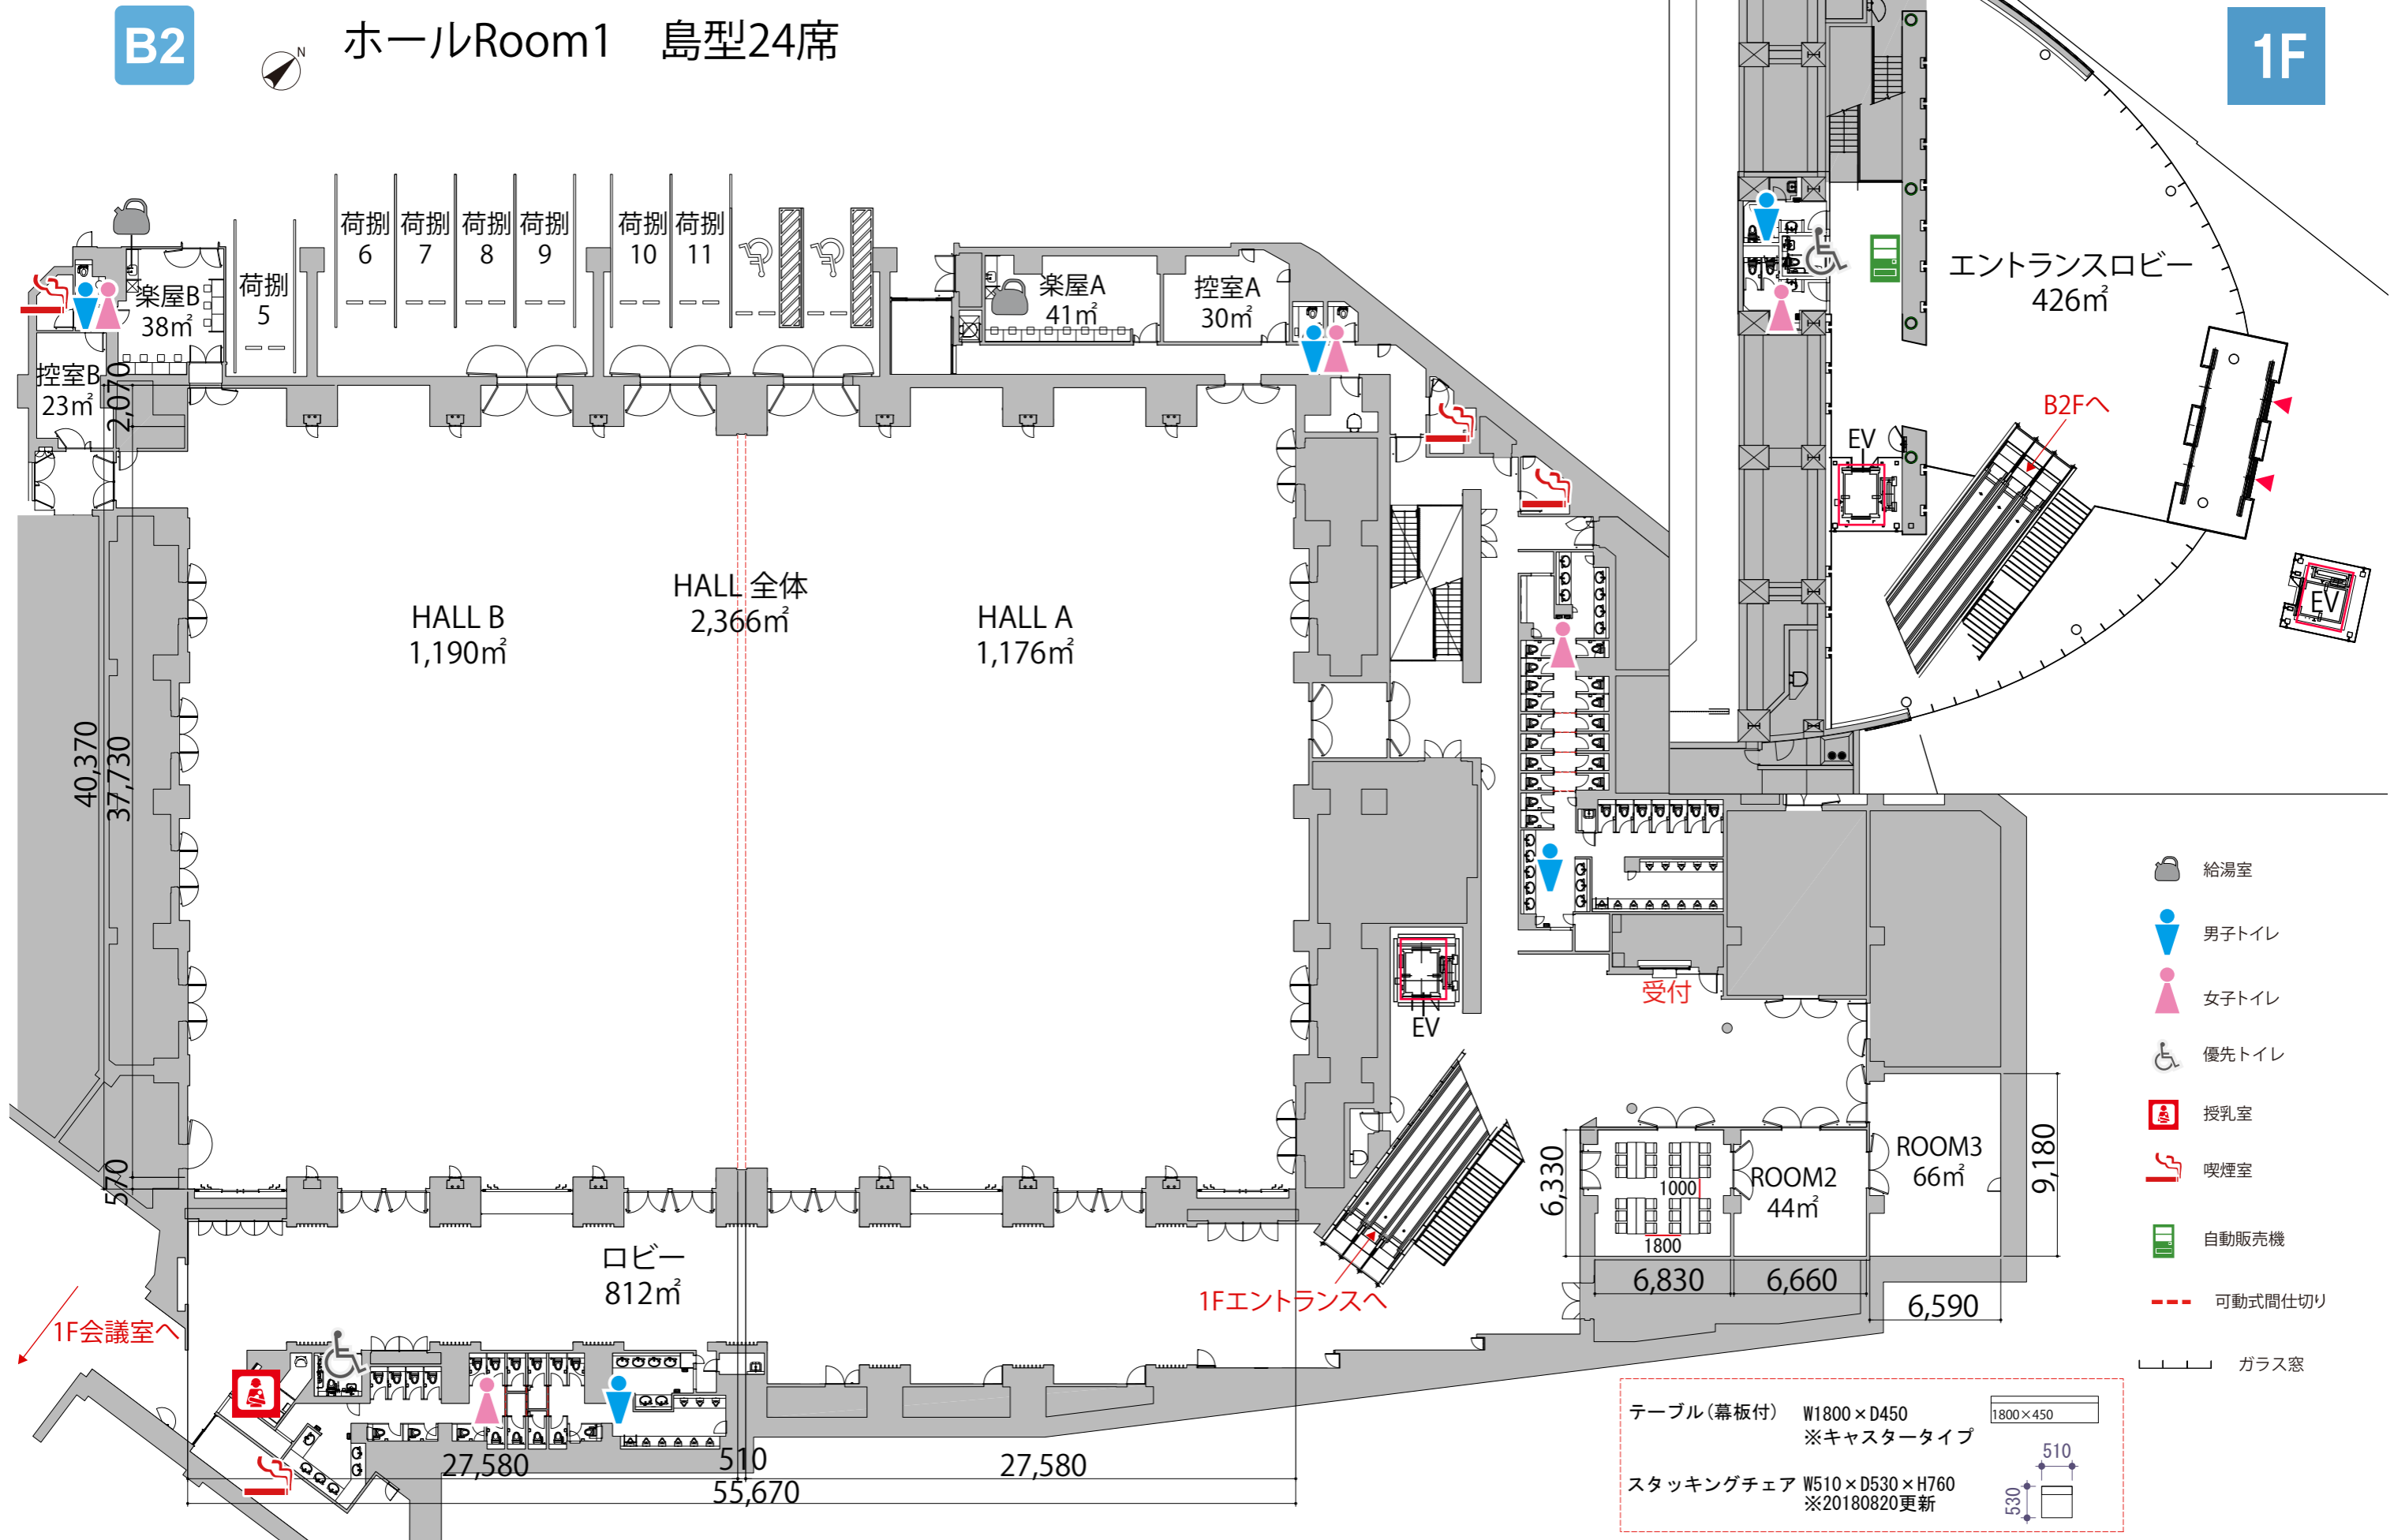 B2
N
ホールRoom1　島型24席
1F
荷捌
5
荷捌
6
荷捌
7
荷捌
8
荷捌
9
荷捌
10
荷捌
11
楽屋B
38㎡
控室B
23㎡
楽屋A
41㎡
控室A
30㎡
エントランスロビー
426㎡
B2Fへ
EV
EV
2,070
40,370
37,730
570
HALL B
1,190㎡
HALL 全体
2,366㎡
HALL A
1,176㎡
EV
受付
1Fエントランスへ
ロビー
812㎡
1F会議室へ
6,330
1000
1800
ROOM2
44㎡
ROOM3
66㎡
9,180
6,830
6,660
6,590
27,580
510
27,580
55,670
給湯室
男子トイレ
女子トイレ
優先トイレ
授乳室
喫煙室
自動販売機
可動式間仕切り
ガラス窓
テーブル(幕板付) W1800×D450
※キャスタータイプ
1800×450
スタッキングチェア W510×D530×H760
※20180820更新
510
530